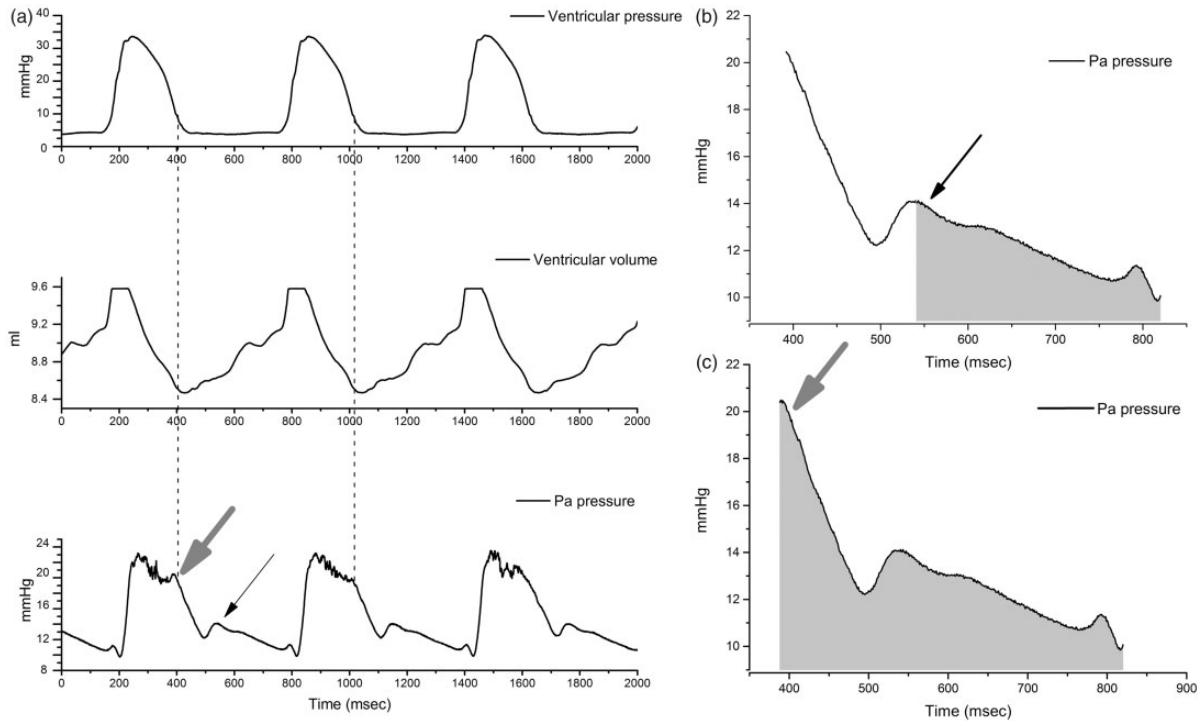 (a)
Ventricular pressure
mmHg
40
30
20
10
0
0 200 400 600 800 1000 1200 1400 1600 1800 2000
Ventricular volume
ml
9.6
9.2
8.8
8.4
0 200 400 600 800 1000 1200 1400 1600 1800 2000
Pa pressure
mmHg
24
20
16
12
8
0 200 400 600 800 1000 1200 1400 1600 1800 2000
Time (msec)
(b)
Pa pressure
mmHg
22
20
18
16
14
12
10
400 500 600 700 800
Time (msec)
(c)
Pa pressure
mmHg
22
20
18
16
14
12
10
400 500 600 700 800 900
Time (msec)